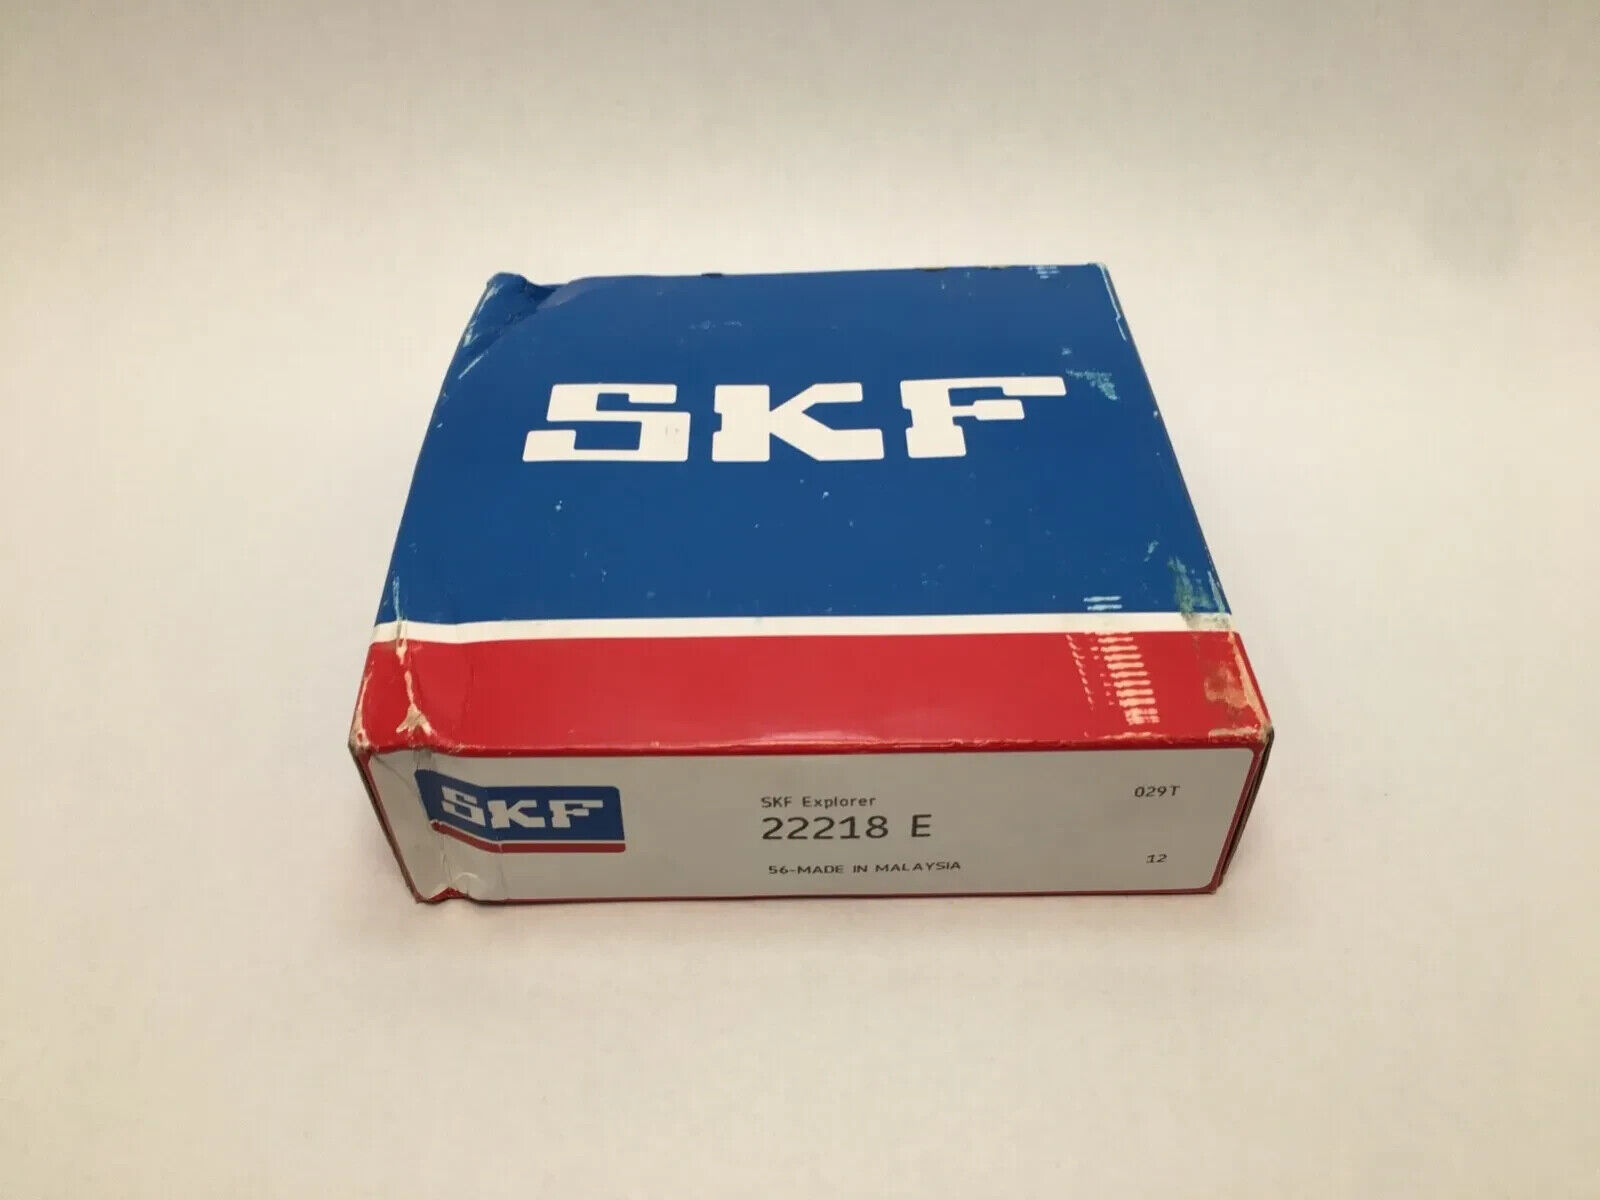 SKF
SKF
SKF Explorer
22218 E
56-MADE IN MALAYSIA
029T
12